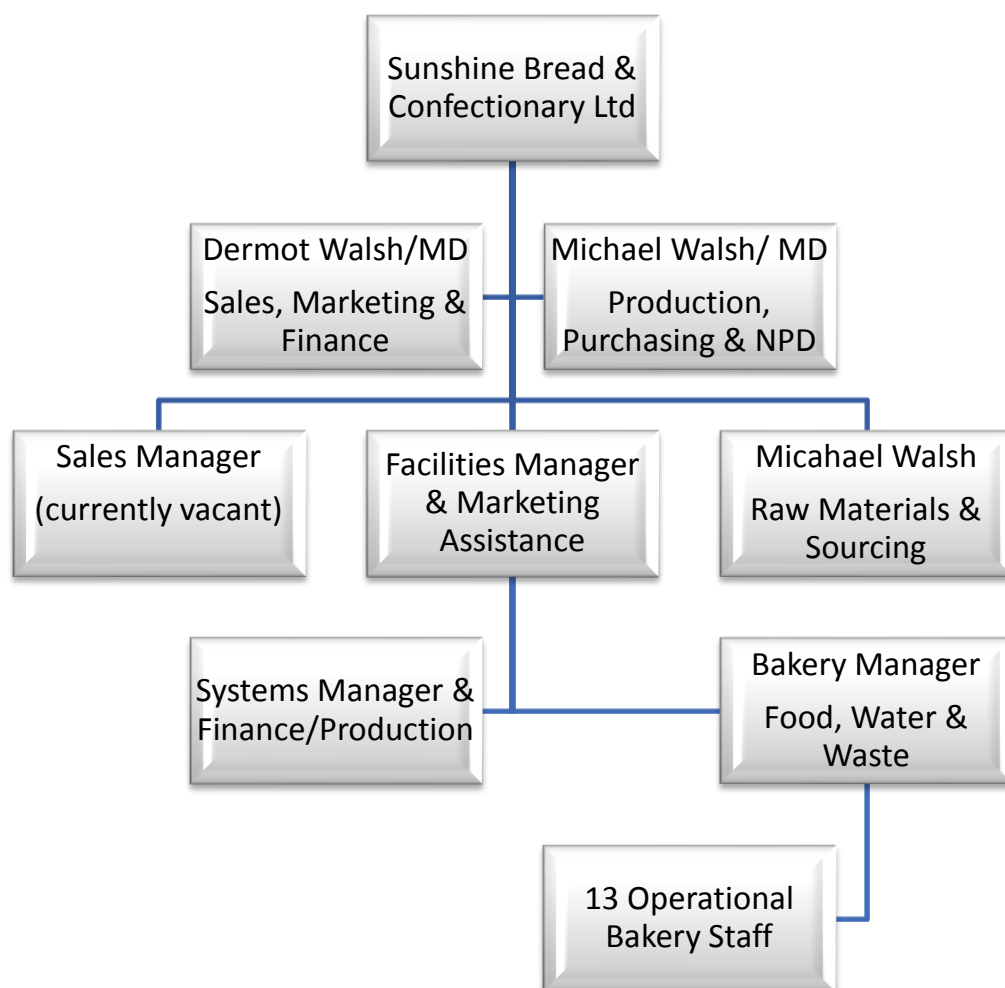 Sunshine Bread &
Confectionary Ltd
Dermot Walsh/MD
Sales, Marketing &
Finance
Michael Walsh/ MD
Production,
Purchasing & NPD
Sales Manager
(currently vacant)
Facilities Manager
& Marketing
Assistance
Micahael Walsh
Raw Materials &
Sourcing
Systems Manager &
Finance/Production
Bakery Manager
Food, Water &
Waste
13 Operational
Bakery Staff